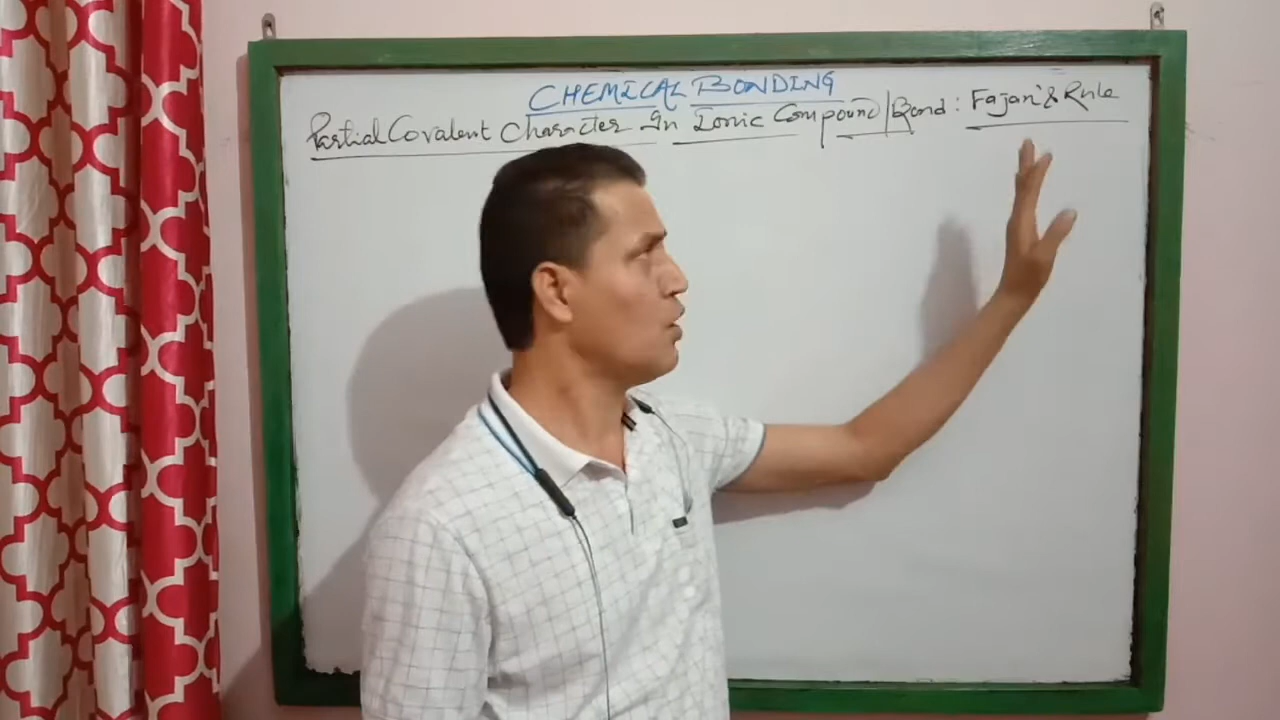 CHEMICAL BONDING
Partial Covalent Character In Ionic Compound/Bond : Fajan's Rule